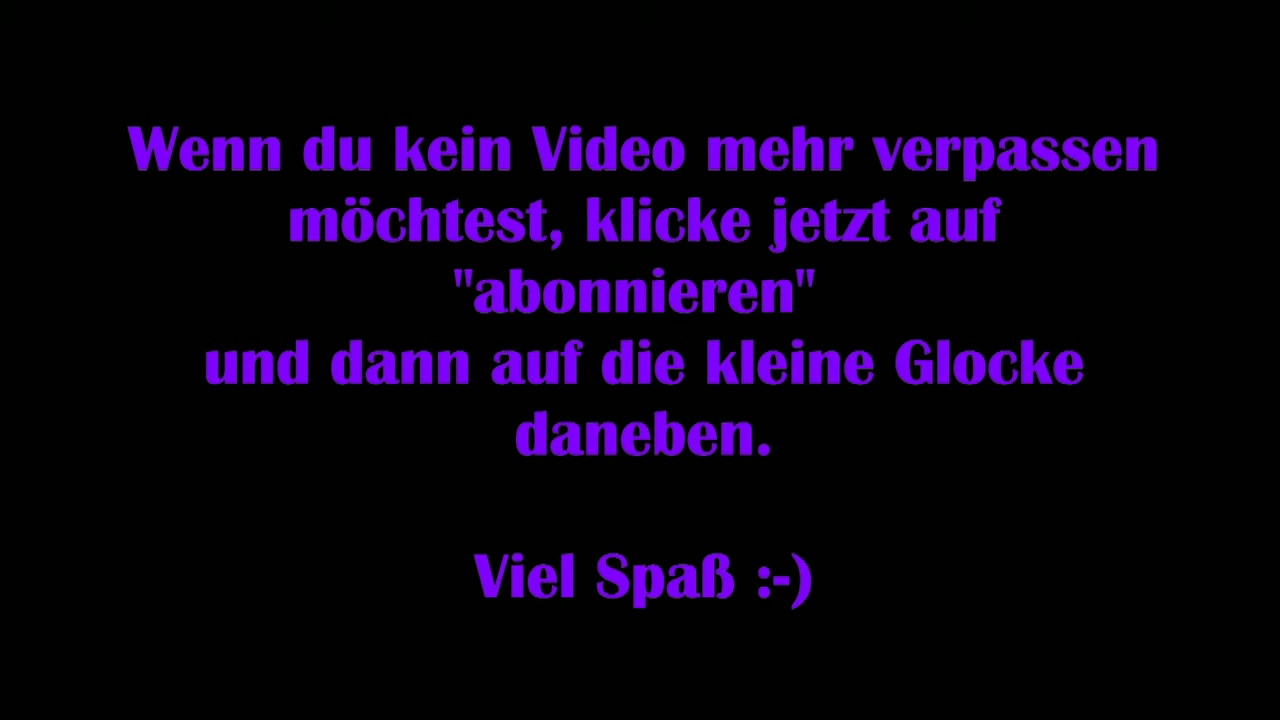 Wenn du kein Video mehr verpassen
möchtest, klicke jetzt auf
"abonnieren"
und dann auf die kleine Glocke
daneben.
Viel Spaß :-)